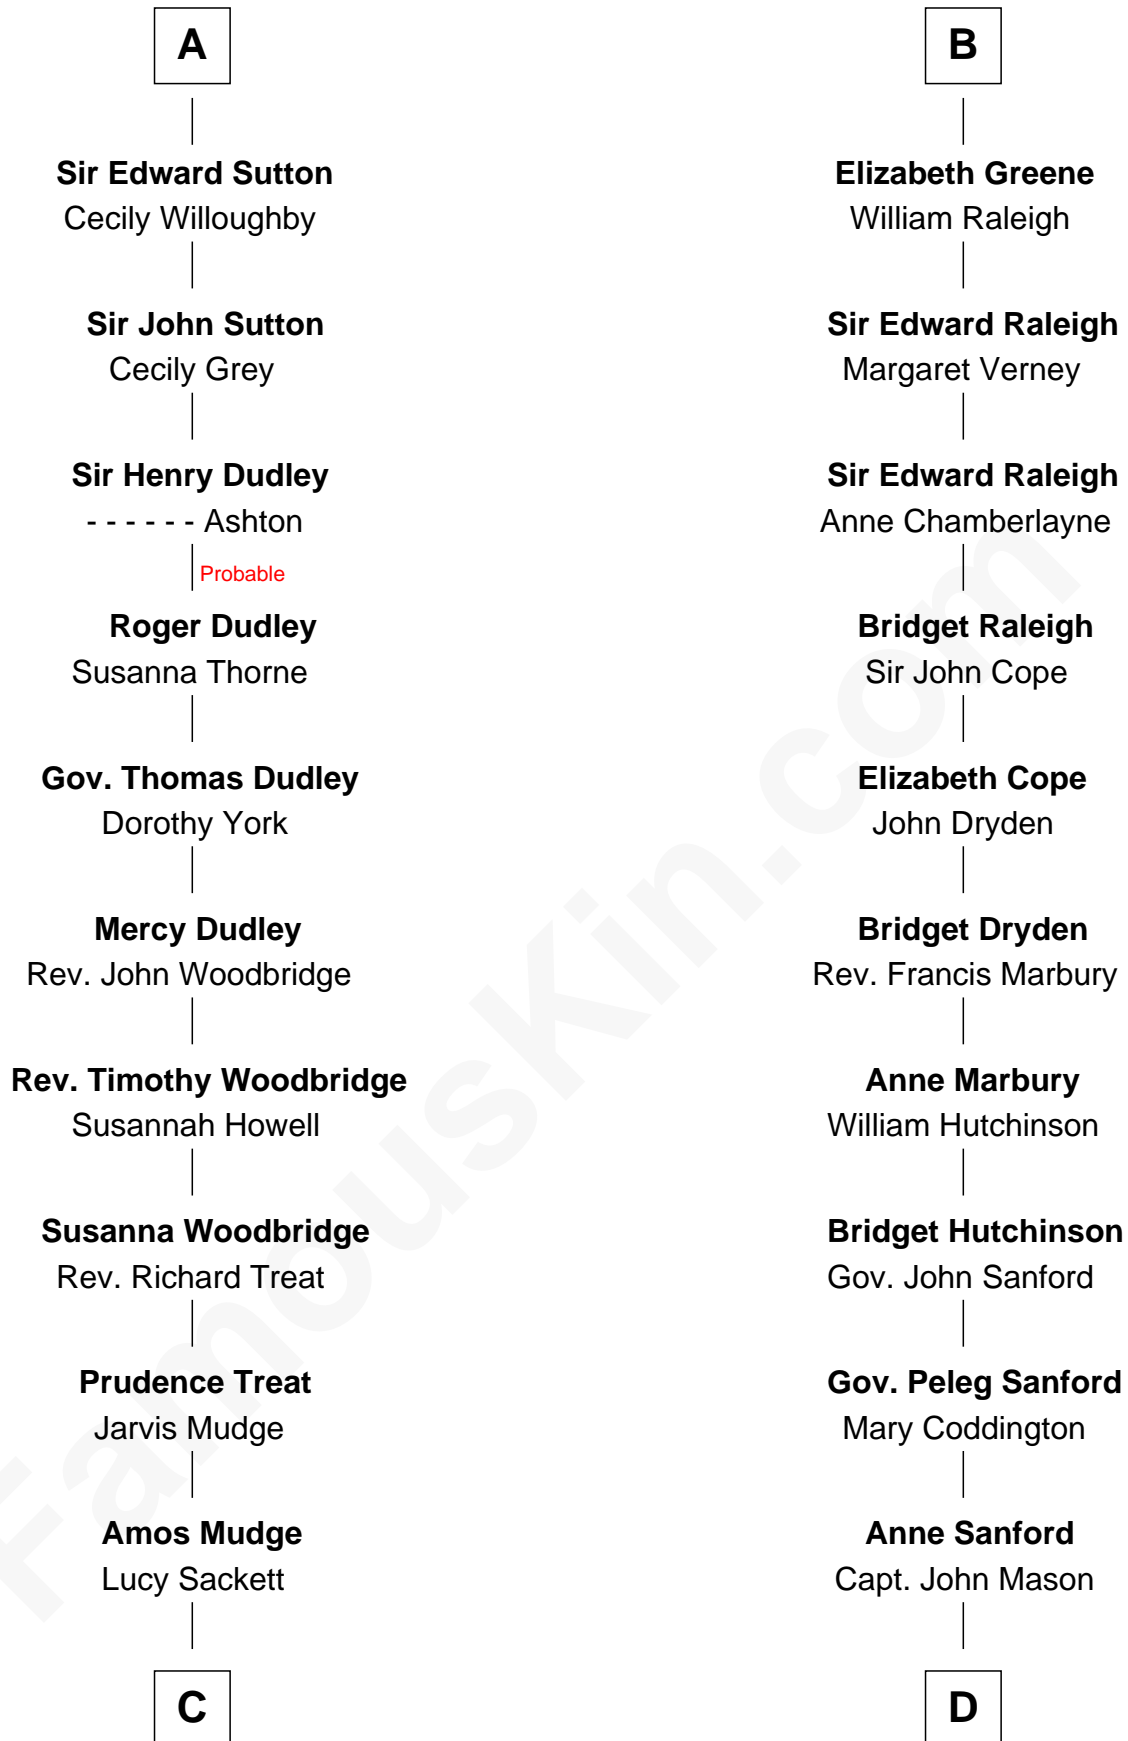 A
Sir Edward Sutton
Cecily Willoughby
Sir John Sutton
Cecily Grey
Sir Henry Dudley
- - - - - - Ashton
Probable
Roger Dudley
Susanna Thorne
Gov. Thomas Dudley
Dorothy York
Mercy Dudley
Rev. John Woodbridge
Rev. Timothy Woodbridge
Susannah Howell
Susanna Woodbridge
Rev. Richard Treat
Prudence Treat
Jarvis Mudge
Amos Mudge
Lucy Sackett
C
B
Elizabeth Greene
William Raleigh
Sir Edward Raleigh
Margaret Verney
Sir Edward Raleigh
Anne Chamberlayne
Bridget Raleigh
Sir John Cope
Elizabeth Cope
John Dryden
Bridget Dryden
Rev. Francis Marbury
Anne Marbury
William Hutchinson
Bridget Hutchinson
Gov. John Sanford
Gov. Peleg Sanford
Mary Coddington
Anne Sanford
Capt. John Mason
D
FamousKin.com